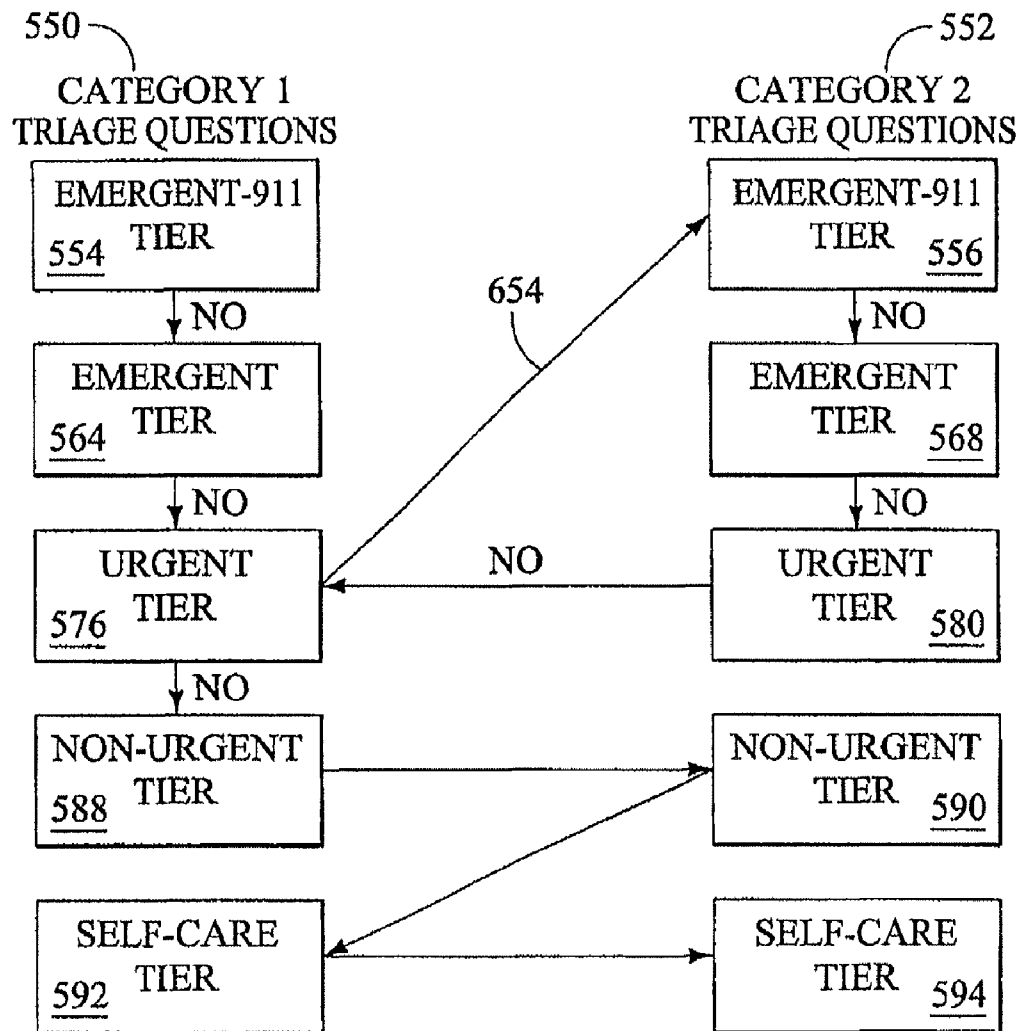 550
552
CATEGORY 1
TRIAGE QUESTIONS
CATEGORY 2
TRIAGE QUESTIONS
EMERGENT-911
TIER
554
EMERGENT-911
TIER
556
654
NO
NO
EMERGENT
TIER
564
EMERGENT
TIER
568
NO
NO
URGENT
TIER
576
NO
URGENT
TIER
580
NO
NON-URGENT
TIER
588
NON-URGENT
TIER
590
SELF-CARE
TIER
592
SELF-CARE
TIER
594